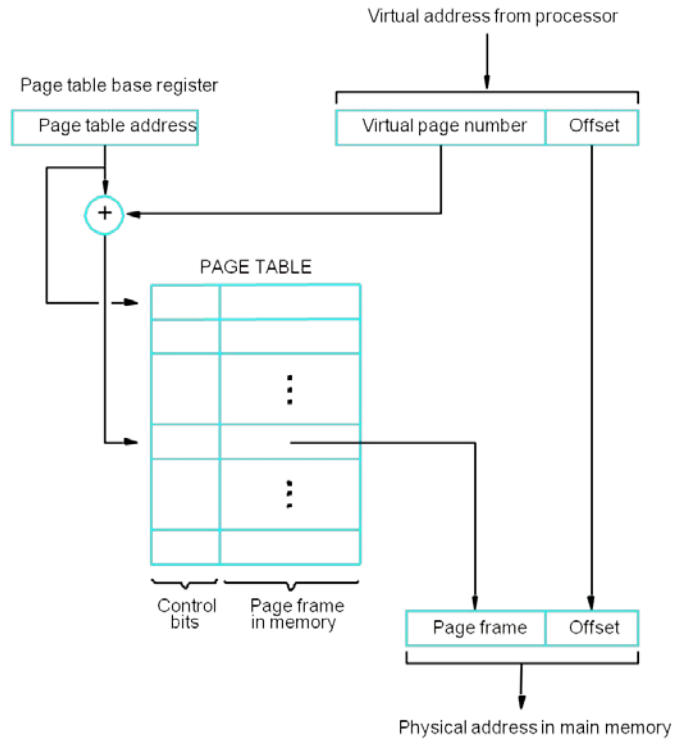 Virtual address from processor
Page table base register
Page table address
Virtual page number
Offset
+
PAGE TABLE
Control
bits
Page frame
in memory
Page frame
Offset
Physical address in main memory